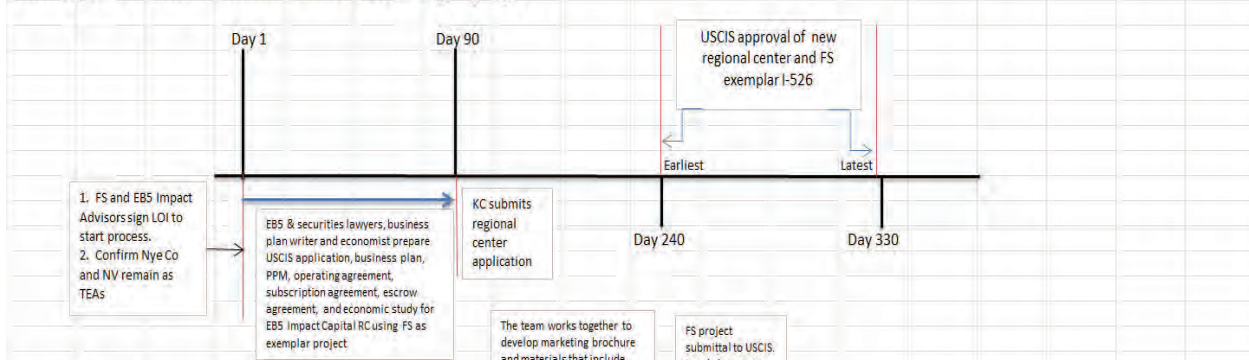 Day 1
Day 90
USCIS approval of new
regional center and FS
exemplar I-526
Earliest
Latest
1. FS and EB5 Impact
Advisors sign LOI to
start process.
2. Confirm Nye Co
and NV remain as
TEAs
EB5 & securities lawyers, business
plan writer and economist prepare
USCIS application, business plan,
PPM, operating agreement,
subscription agreement, escrow
agreement, and economic study for
EB5 Impact Capital RC using FS as
exemplar project
KC submits
regional
center
application
Day 240
Day 330
The team works together to
develop marketing brochure
and materials that include
FS project
submittal to USCIS.